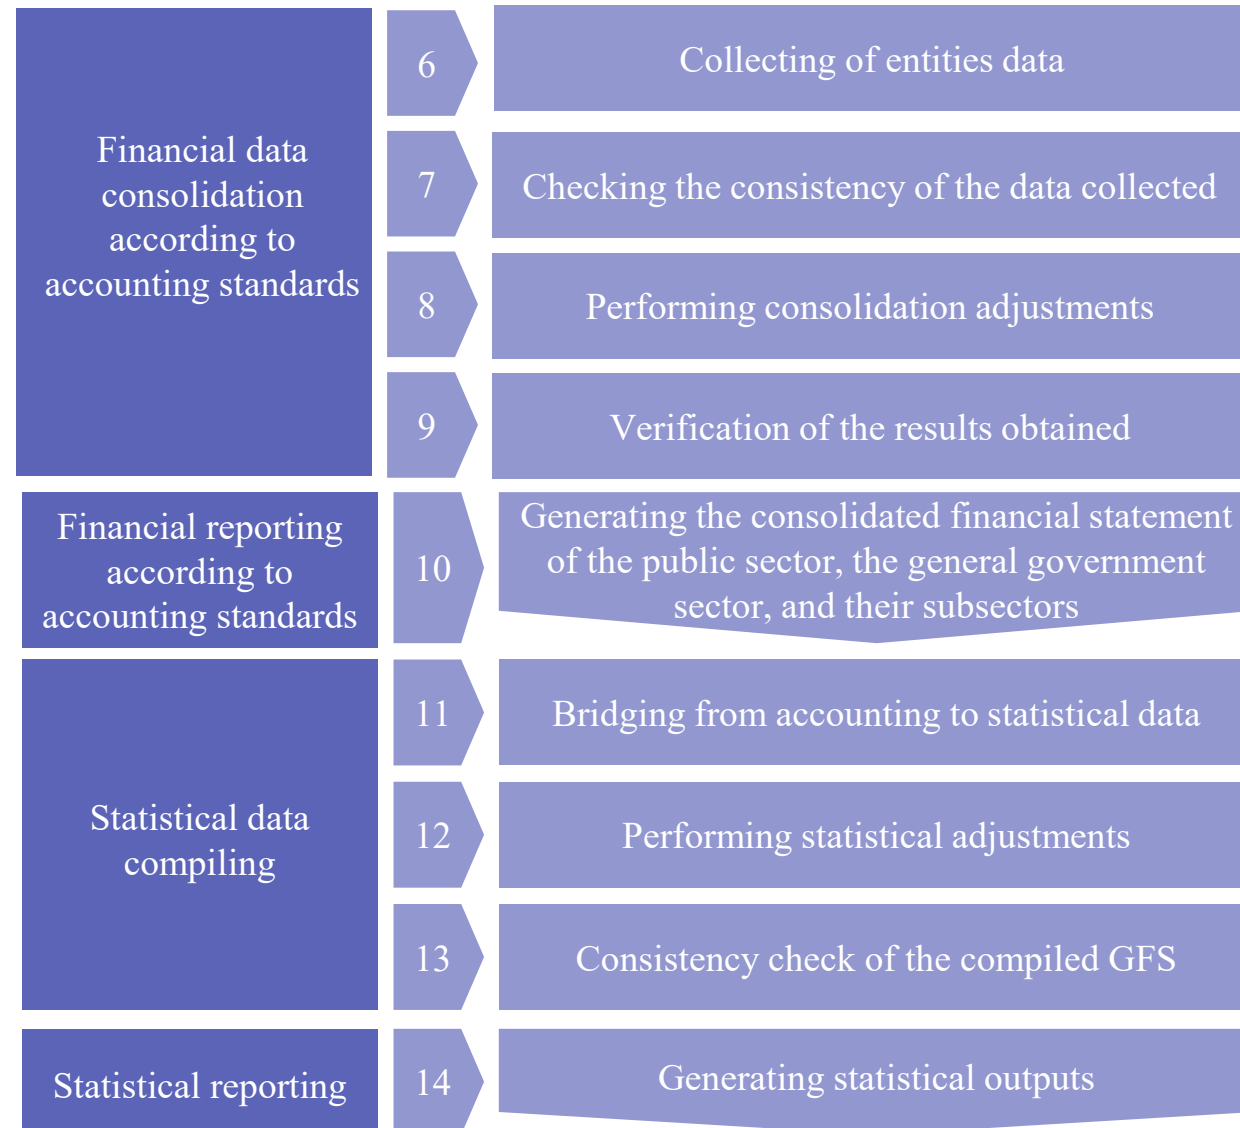 Financial data
consolidation
according to
accounting standards
6
Collecting of entities data
7
Checking the consistency of the data collected
8
Performing consolidation adjustments
9
Verification of the results obtained
Financial reporting
according to
accounting standards
10
Generating the consolidated financial statement
of the public sector, the general government
sector, and their subsectors
Statistical data
compiling
11
Bridging from accounting to statistical data
12
Performing statistical adjustments
13
Consistency check of the compiled GFS
Statistical reporting
14
Generating statistical outputs